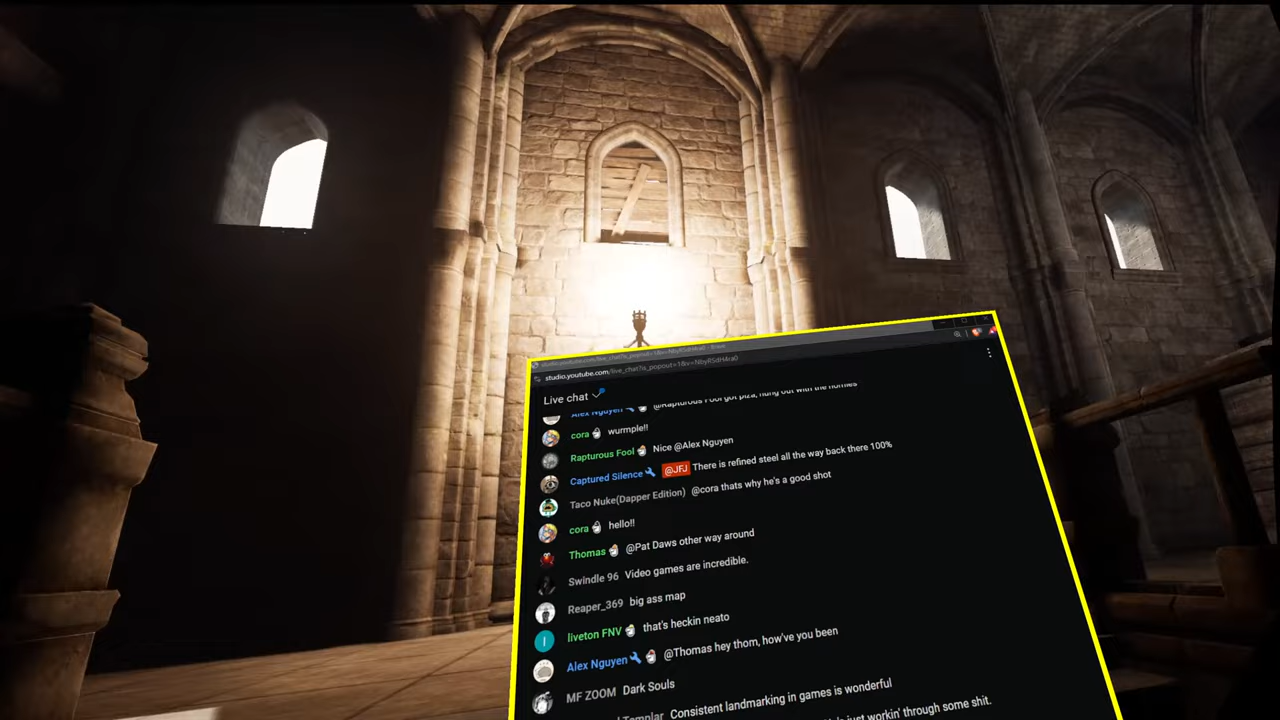 studio.youtube.com/live_chat?is_popout=1&v=NbyRSdH4xa0
Live chat
Alex Nguyen @Rapturous Fool got piza, hung out with the homies
cora wurmple!!
Rapturous Fool Nice @Alex Nguyen
Captured Silence @JFJ There is refined steel all the way back there 100%
Taco Nuke(Dapper Edition) @cora thats why he's a good shot
cora hello!!
Thomas @Pat Daws other way around
Swindle 96 Video games are incredible.
Reaper_369 big ass map
I
liveton FNV that's heckin neato
Alex Nguyen @Thomas hey thom, how've you been
MF ZOOM Dark Souls
Templar Consistent landmarking in games is wonderful
just workin' through some shit.